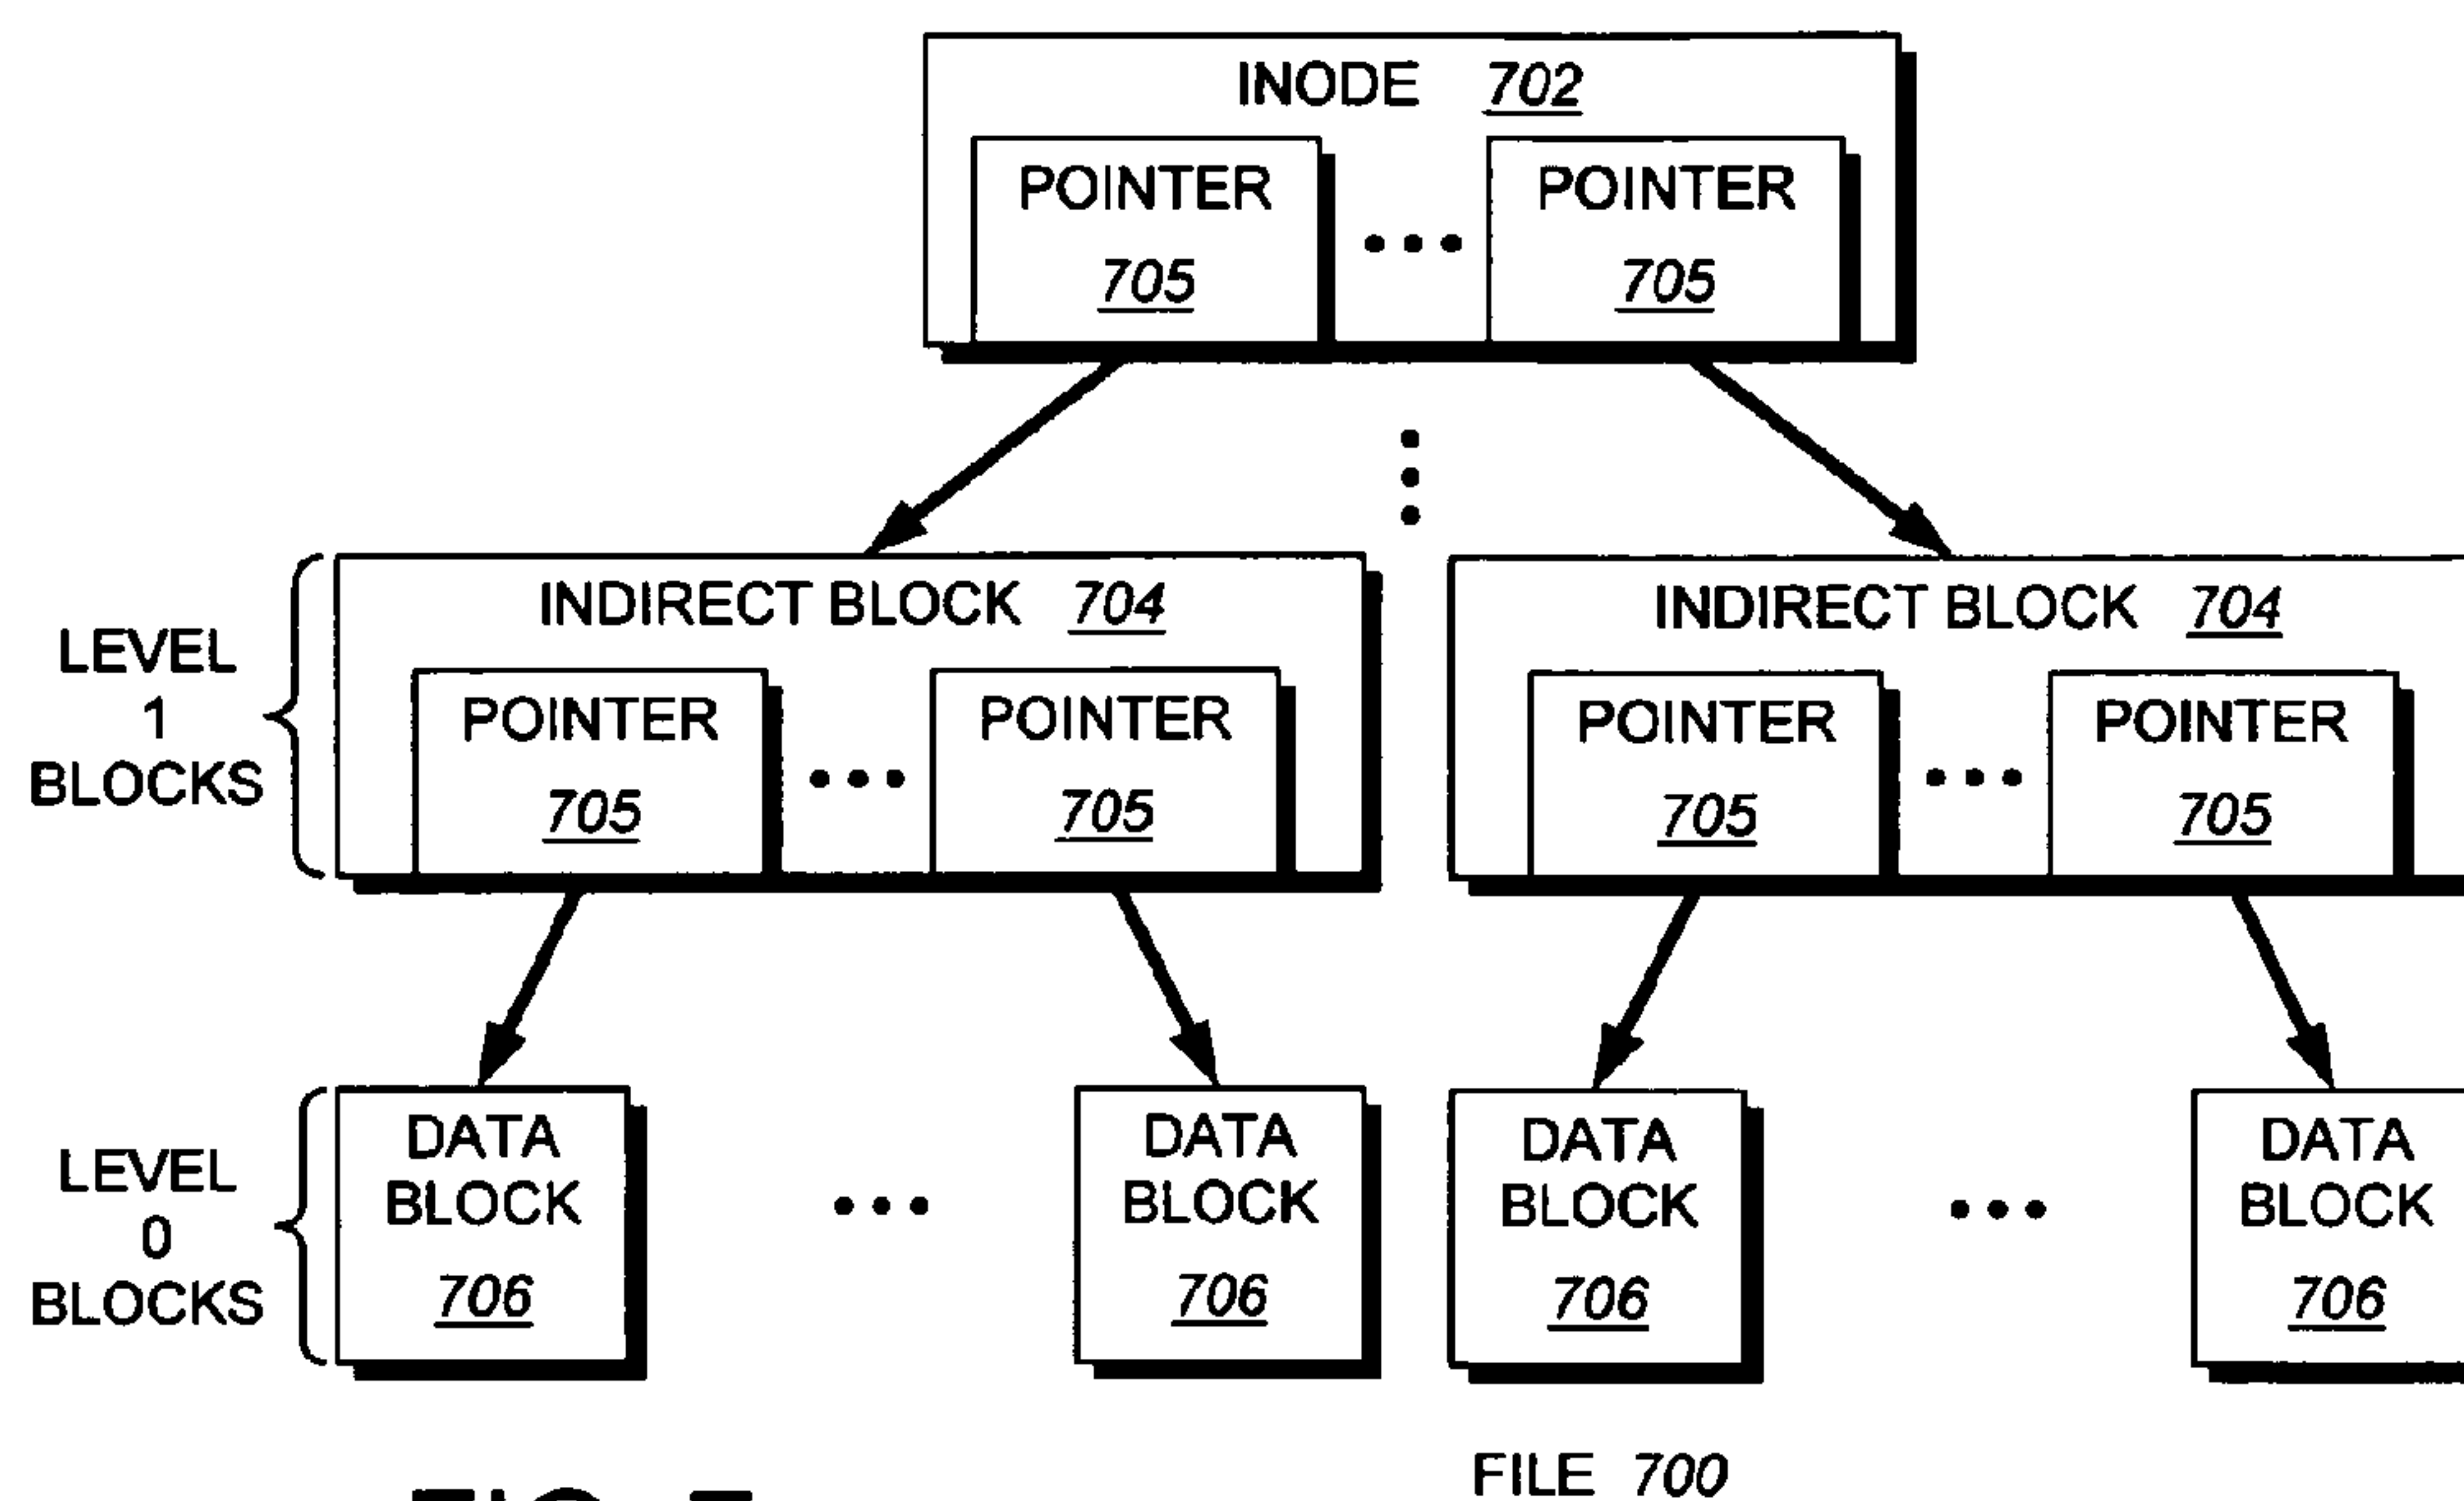 INODE 702
POINTER POINTER
705 ••• 705
INDIRECT BLOCK 704 INDIRECT BLOCK 704
LEVEL
1
BLOCKS
POINTER POINTER POINTER POINTER
705 ••• 705 705 ••• 705
LEVEL
0
BLOCKS
DATA BLOCK 706
•••
DATA BLOCK 706
DATA BLOCK 706
•••
DATA BLOCK 706
FILE 700